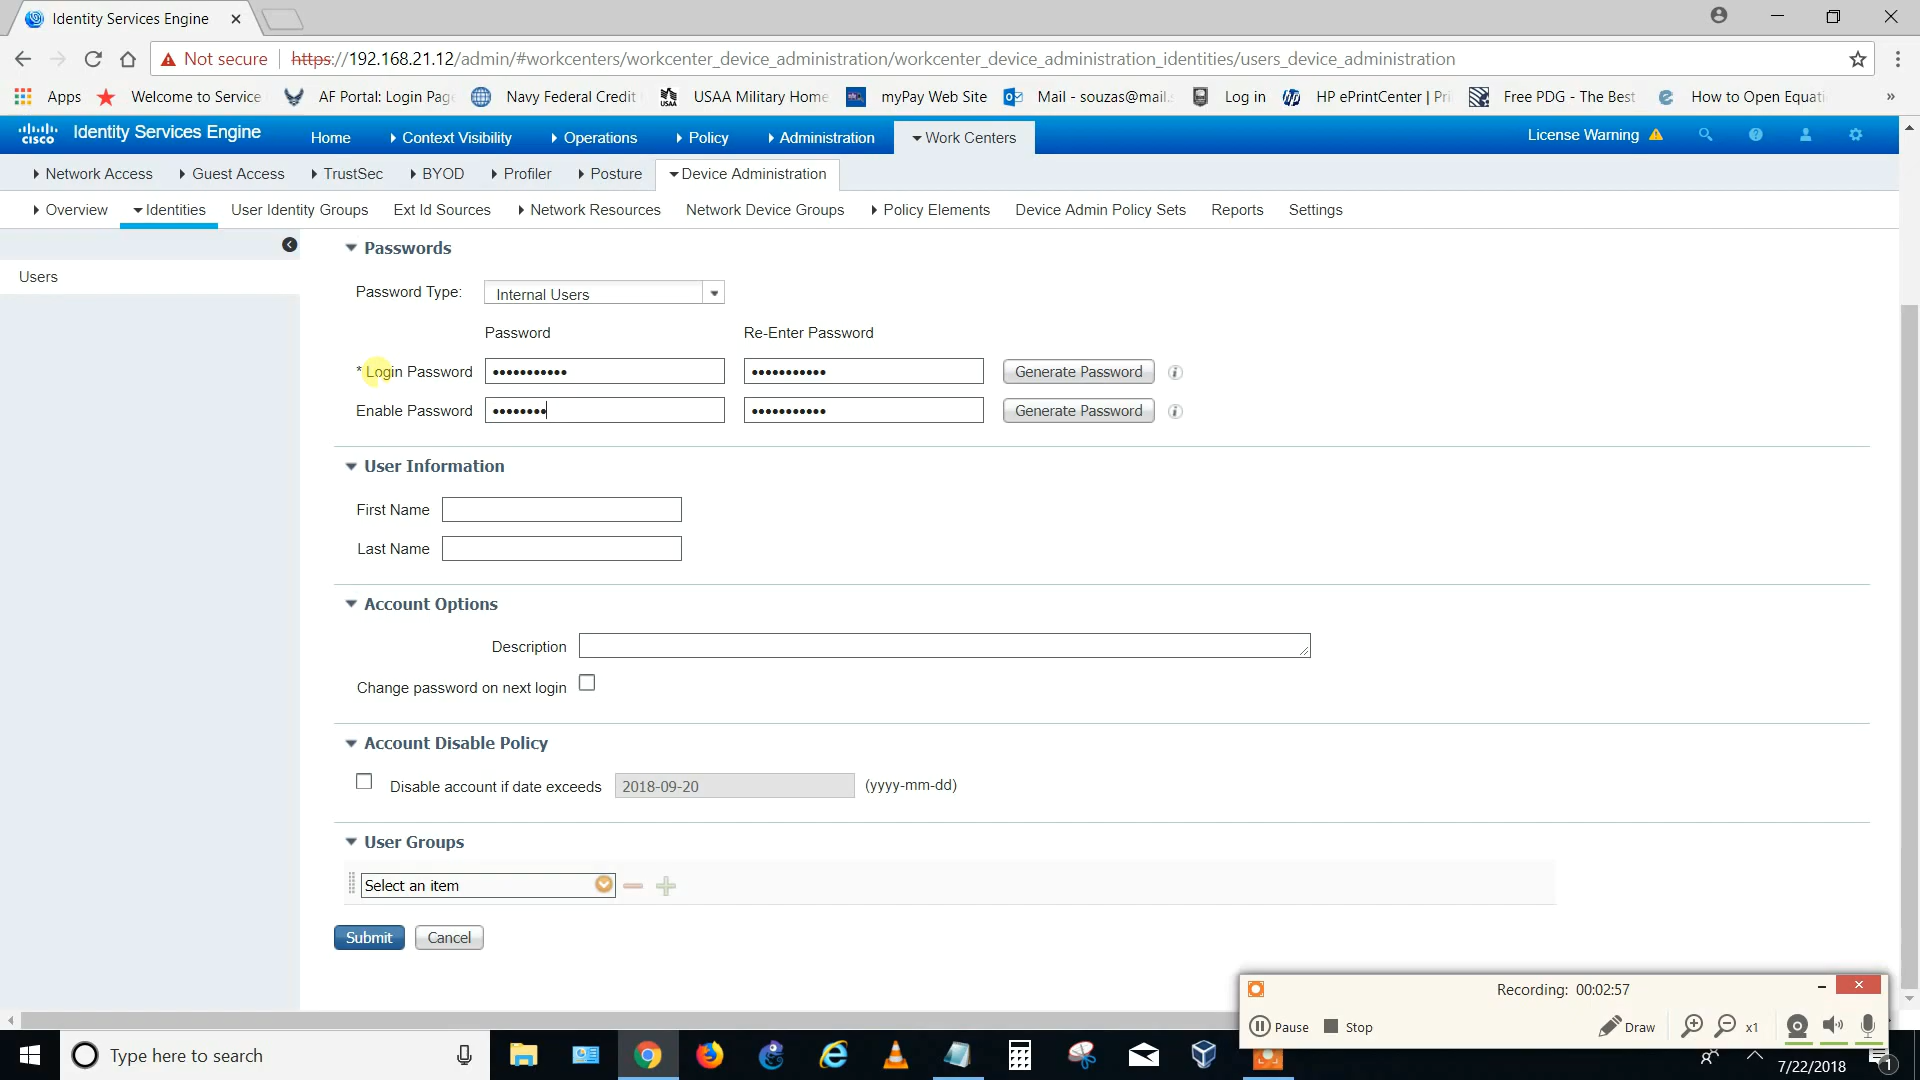 Identity Services Engine
Not secure https://192.168.21.12/admin/#workcenters/workcenter_device_administration/workcenter_device_administration_identities/users_device_administration
Apps Welcome to Service AF Portal: Login Page Navy Federal Credit USAA Military Home myPay Web Site Mail - souzas@mail. Log in HP ePrintCenter | Pri Free PDG - The Best How to Open Equati »
cisco Identity Services Engine Home Context Visibility Operations Policy Administration Work Centers License Warning
Network Access Guest Access TrustSec BYOD Profiler Posture Device Administration
Overview Identities User Identity Groups Ext Id Sources Network Resources Network Device Groups Policy Elements Device Admin Policy Sets Reports Settings
Users
Passwords
Password Type: Internal Users
Password Re-Enter Password
* Login Password ••••••••••• ••••••••••• Generate Password i
Enable Password •••••••• ••••••••••• Generate Password i
User Information
First Name
Last Name
Account Options
Description
Change password on next login
Account Disable Policy
Disable account if date exceeds 2018-09-20 (yyyy-mm-dd)
User Groups
Select an item
Submit Cancel
Recording: 00:02:57
Pause Stop Draw x1
Type here to search
7/22/2018 1